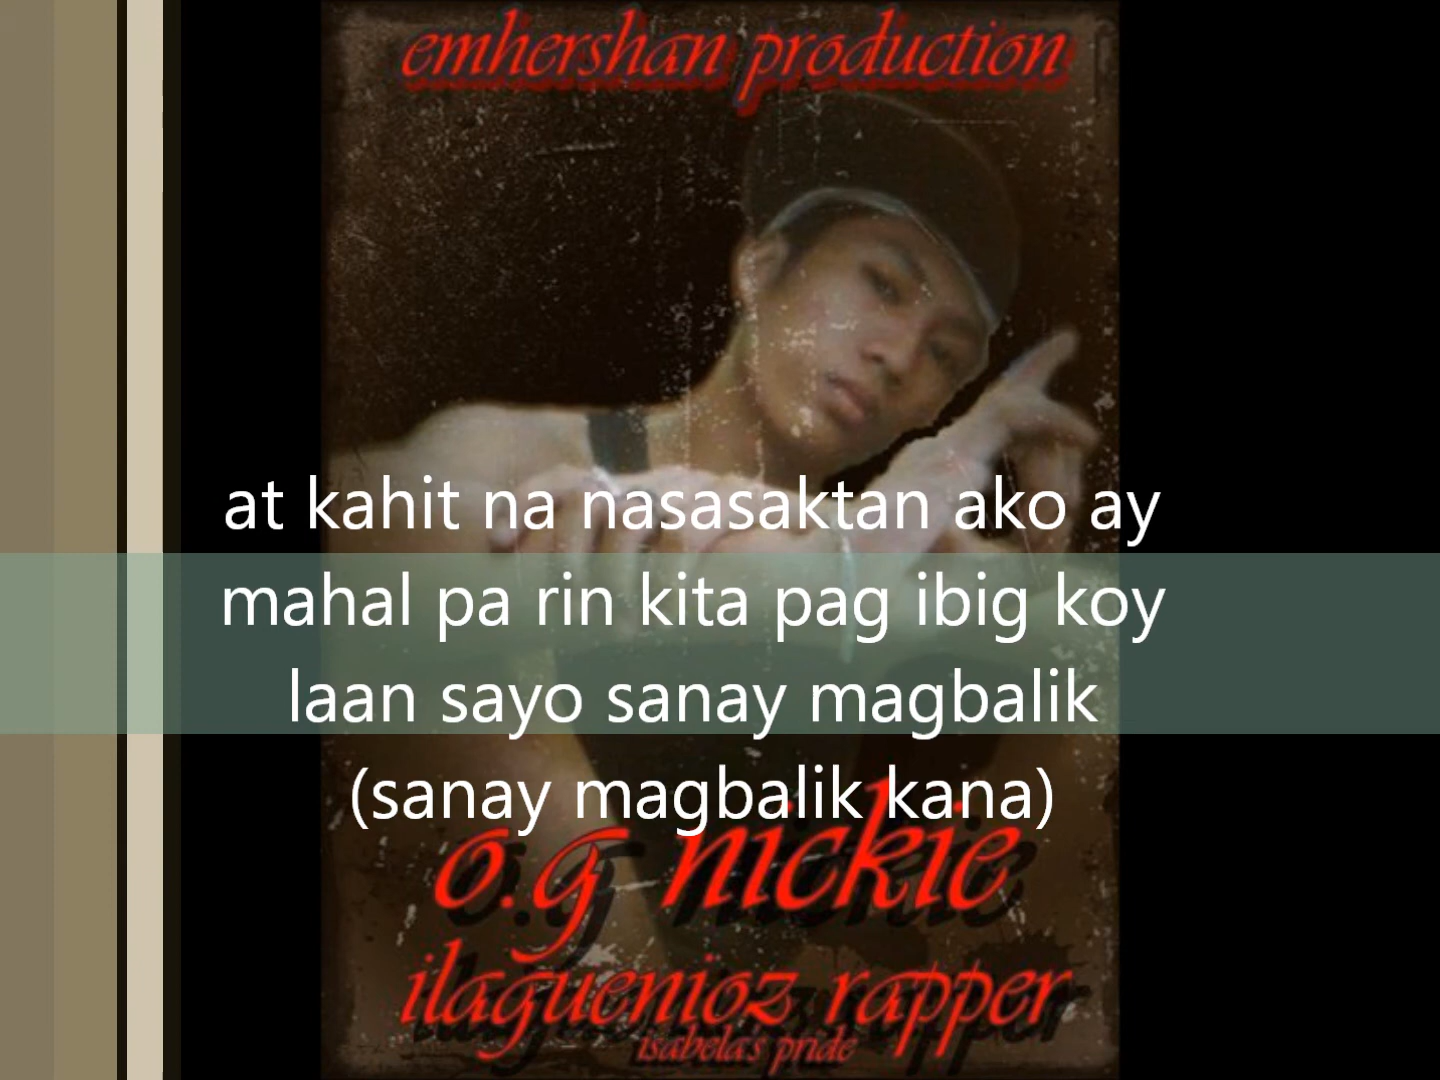 emhershan production
at kahit na nasasaktan ako ay
mahal pa rin kita pag ibig koy
laan sayo sanay magbalik
(sanay magbalik kana)
o.g nickie
ilaguenioz rapper
isabela's pride